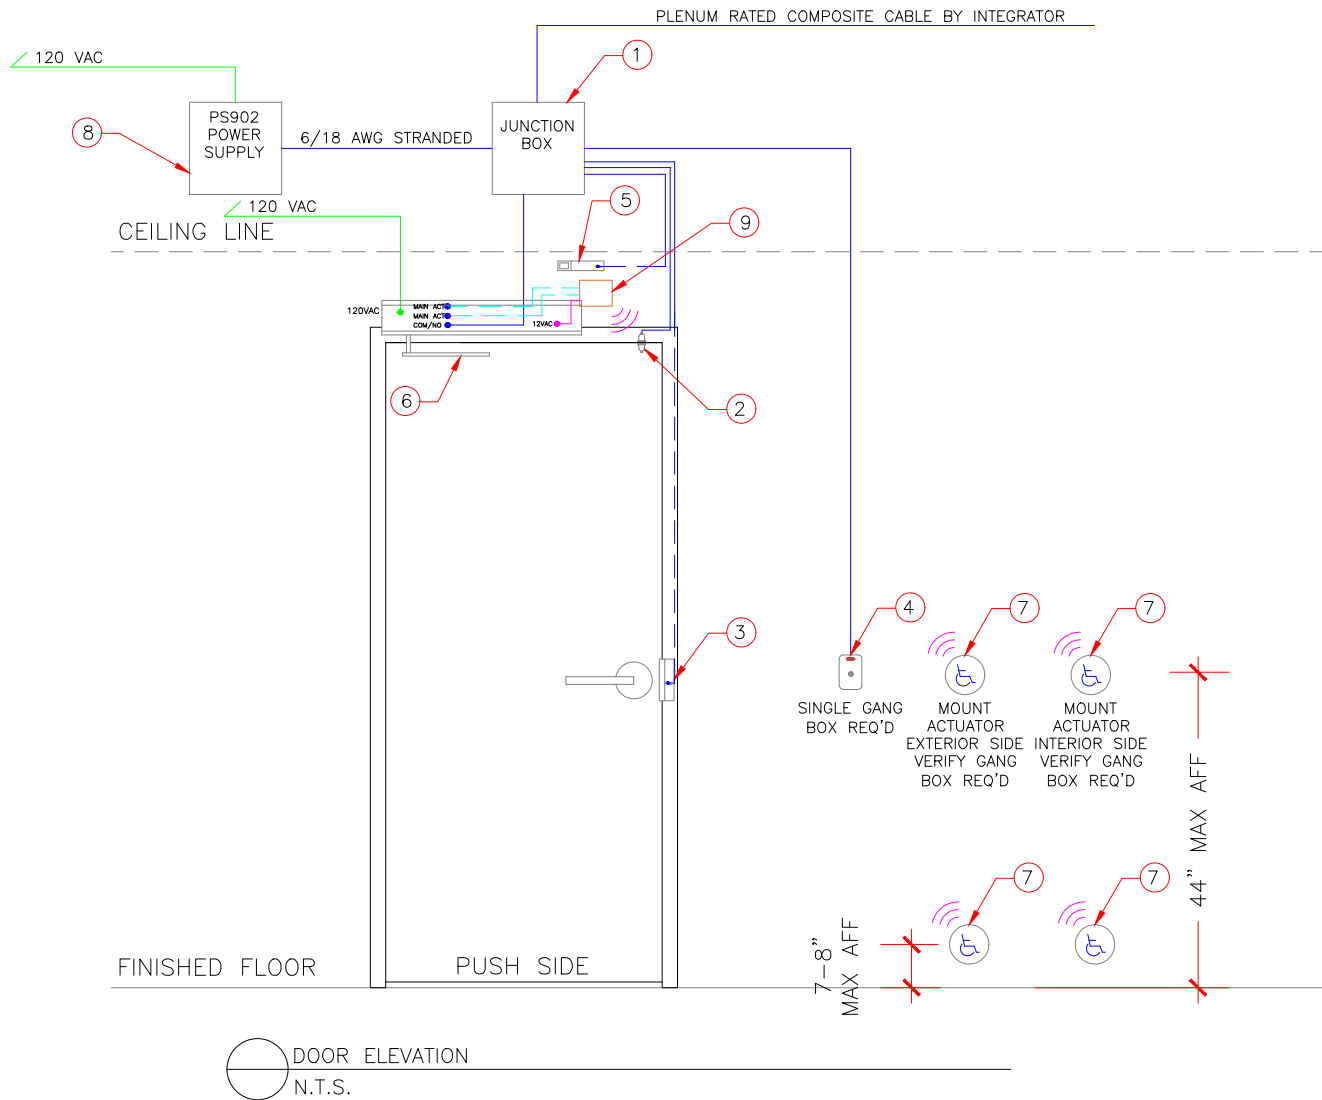 PLENUM RATED COMPOSITE CABLE BY INTEGRATOR
120 VAC
1
PS902
POWER
SUPPLY
8
6/18 AWG STRANDED
JUNCTION
BOX
120 VAC
5
9
CEILING LINE
120VAC
MAIN ACT
MAIN ACT
COM/NO
12VAC
6
2
3
4
7
7
SINGLE GANG
BOX REQ'D
MOUNT
ACTUATOR
EXTERIOR SIDE
VERIFY GANG
BOX REQ'D
MOUNT
ACTUATOR
INTERIOR SIDE
VERIFY GANG
BOX REQ'D
44" MAX AFF
7
7
7-8"
MAX AFF
FINISHED FLOOR
PUSH SIDE
DOOR ELEVATION
N.T.S.